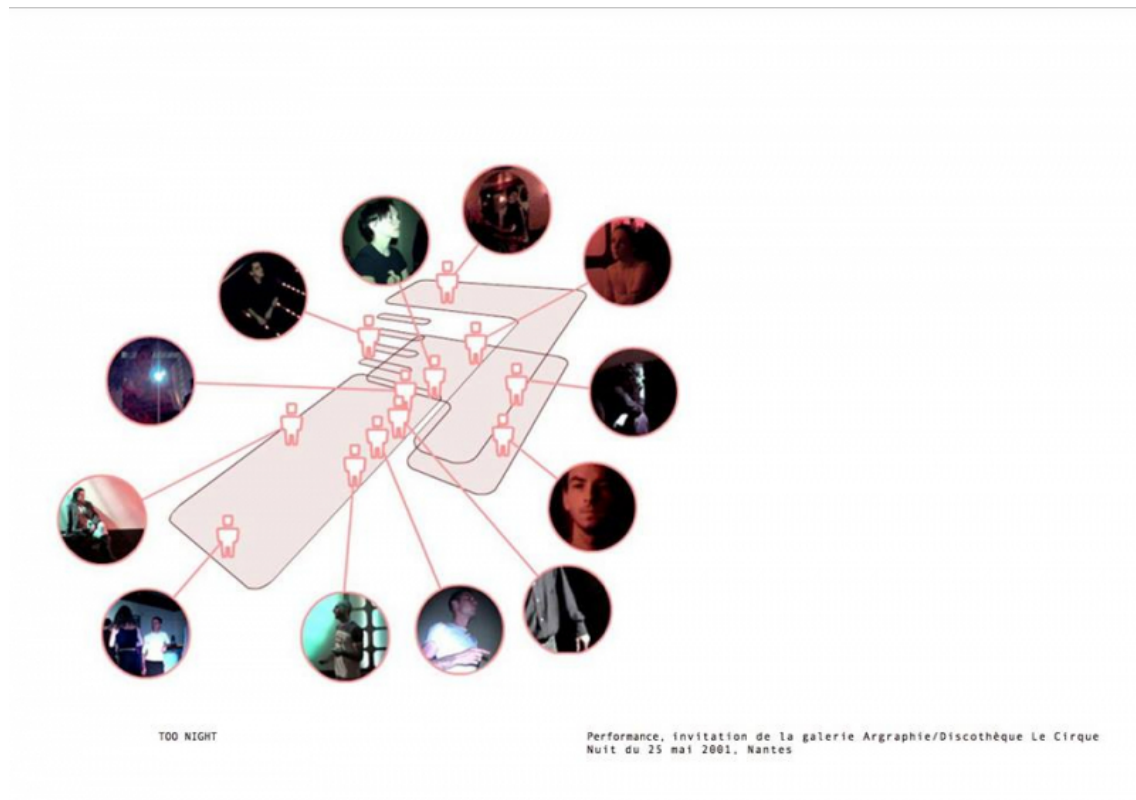 TOO NIGHT
Performance, invitation de la galerie Argraphie/Discothèque Le Cirque
Nuit du 25 mai 2001, Nantes